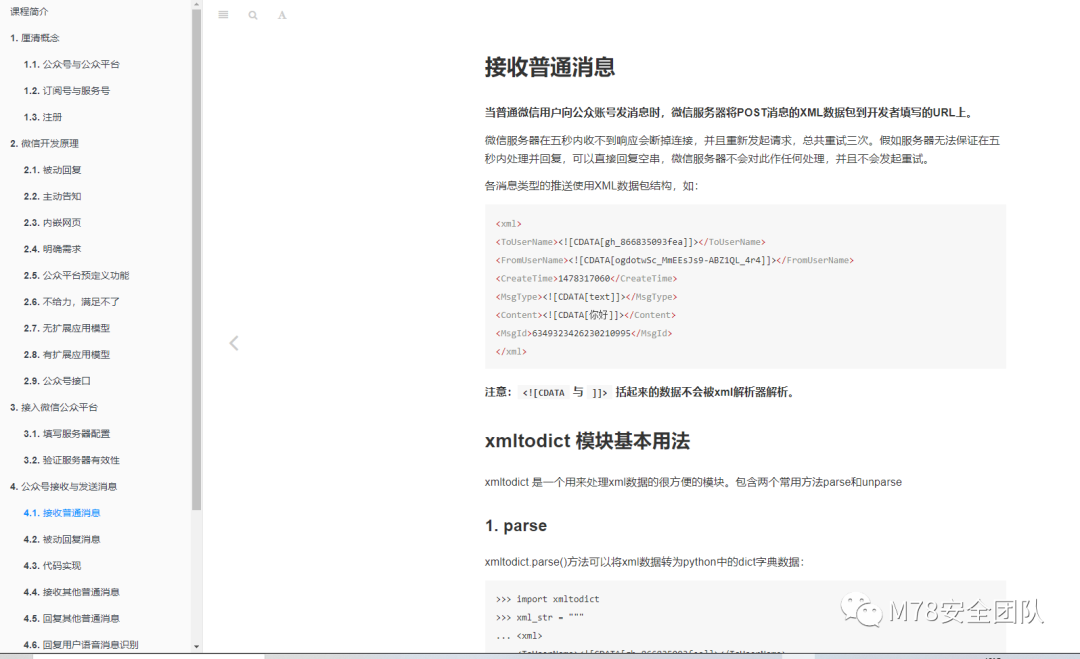 课程简介
1. 厘清概念
1.1. 公众号与公众平台
1.2. 订阅号与服务号
1.3. 注册
2. 微信开发原理
2.1. 被动回复
2.2. 主动告知
2.3. 内嵌网页
2.4. 明确需求
2.5. 公众平台预定义功能
2.6. 不给力，满足不了
2.7. 无扩展应用模型
2.8. 有扩展应用模型
2.9. 公众号接口
3. 接入微信公众平台
3.1. 填写服务器配置
3.2. 验证服务器有效性
4. 公众号接收与发送消息
4.1. 接收普通消息
4.2. 被动回复消息
4.3. 代码实现
4.4. 接收其他普通消息
4.5. 回复其他普通消息
4.6. 回复用户语音消息识别
A
接收普通消息
当普通微信用户向公众账号发消息时，微信服务器将POST消息的XML数据包到开发者填写的URL上。
微信服务器在五秒内收不到响应会断掉连接，并且重新发起请求，总共重试三次。假如服务器无法保证在五
秒内处理并回复，可以直接回复空串，微信服务器不会对此作任何处理，并且不会发起重试。
各消息类型的推送使用XML数据包结构，如：
<xml>
<ToUserName><![CDATA[gh_866835093fea]]></ToUserName>
<FromUserName><![CDATA[ogdotwSc_MmEEsJs9-ABZ1QL_4r4]]></FromUserName>
<CreateTime>1478317060</CreateTime>
<MsgType><![CDATA[text]]></MsgType>
<Content><![CDATA[你好]]></Content>
<MsgId>6349323426230210995</MsgId>
</xml>
注意： <![CDATA 与 ]]> 括起来的数据不会被xml解析器解析。
xmltodict 模块基本用法
xmltodict 是一个用来处理xml数据的很方便的模块。包含两个常用方法parse和unparse
1. parse
xmltodict.parse()方法可以将xml数据转为python中的dict字典数据：
>>> import xmltodict
>>> xml_str = """
... <xml>
M78安全团队